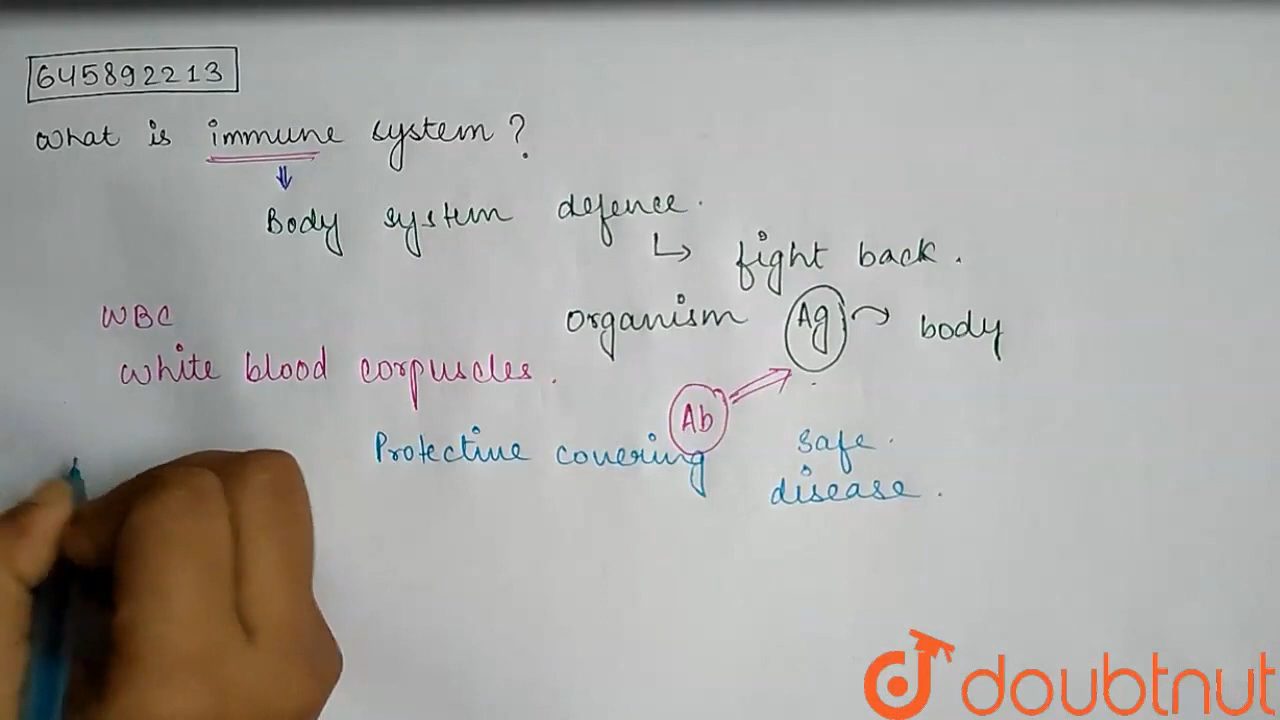 645892213
What is immune system?
Body system defence.
fight back.
WBC
organism Ag body
White blood corpuscles.
Ab
Protective covering safe.
disease.
doubtnut